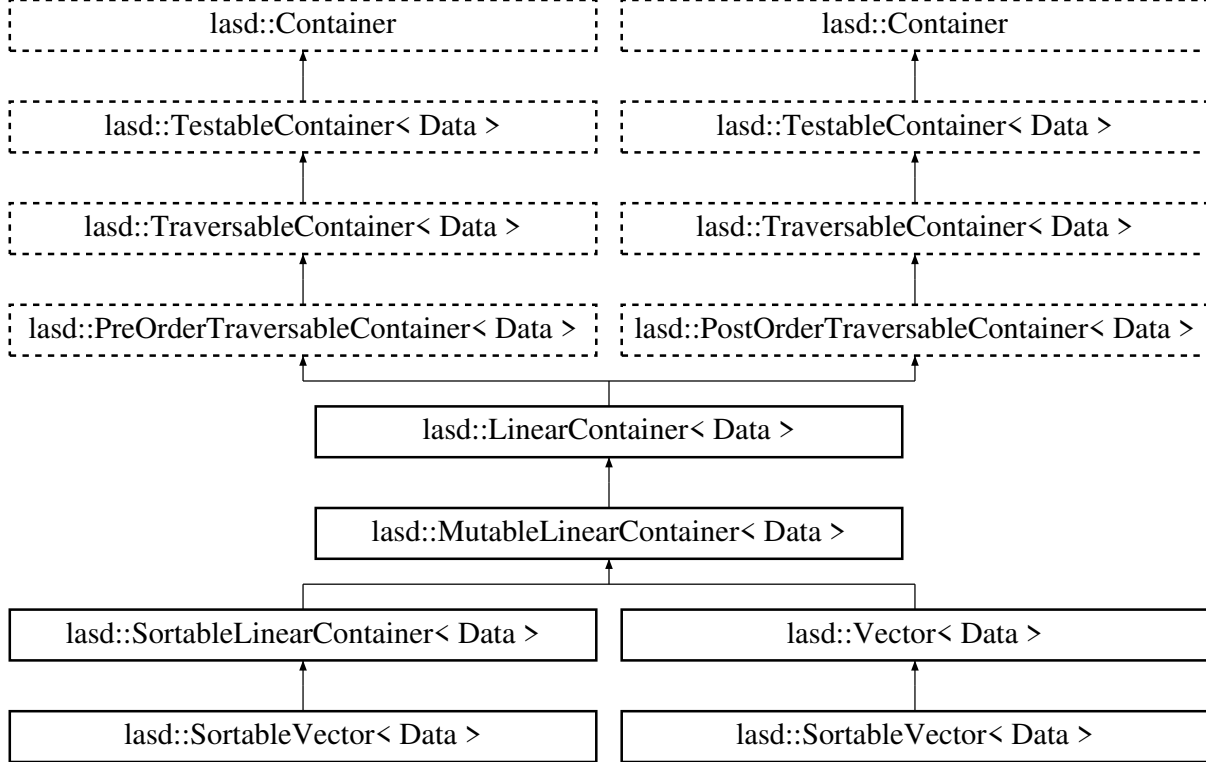 lasd::Container
lasd::Container
lasd::TestableContainer< Data >
lasd::TestableContainer< Data >
lasd::TraversableContainer< Data >
lasd::TraversableContainer< Data >
lasd::PreOrderTraversableContainer< Data >
lasd::PostOrderTraversableContainer< Data >
lasd::LinearContainer< Data >
lasd::MutableLinearContainer< Data >
lasd::SortableLinearContainer< Data >
lasd::Vector< Data >
lasd::SortableVector< Data >
lasd::SortableVector< Data >